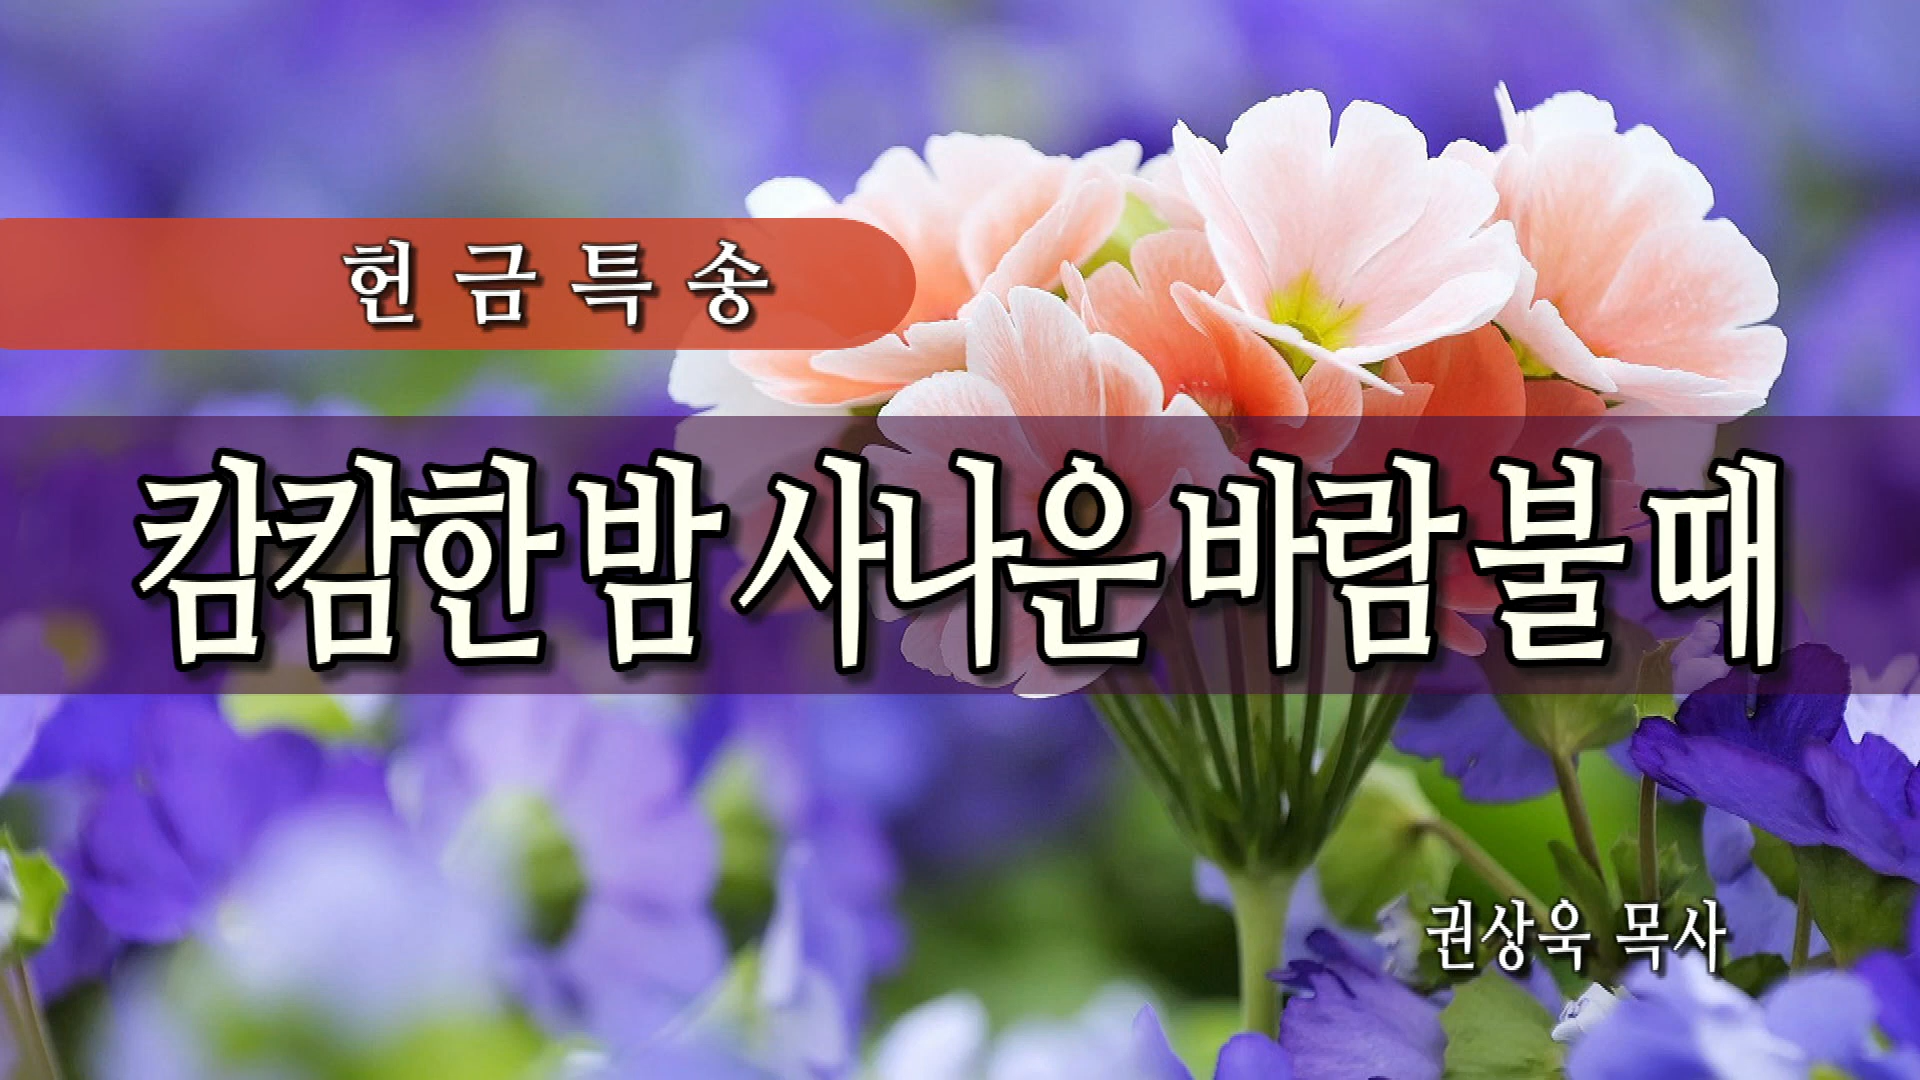 헌 금 특 송
캄캄한 밤 사나운 바람 불 때
권상욱 목사